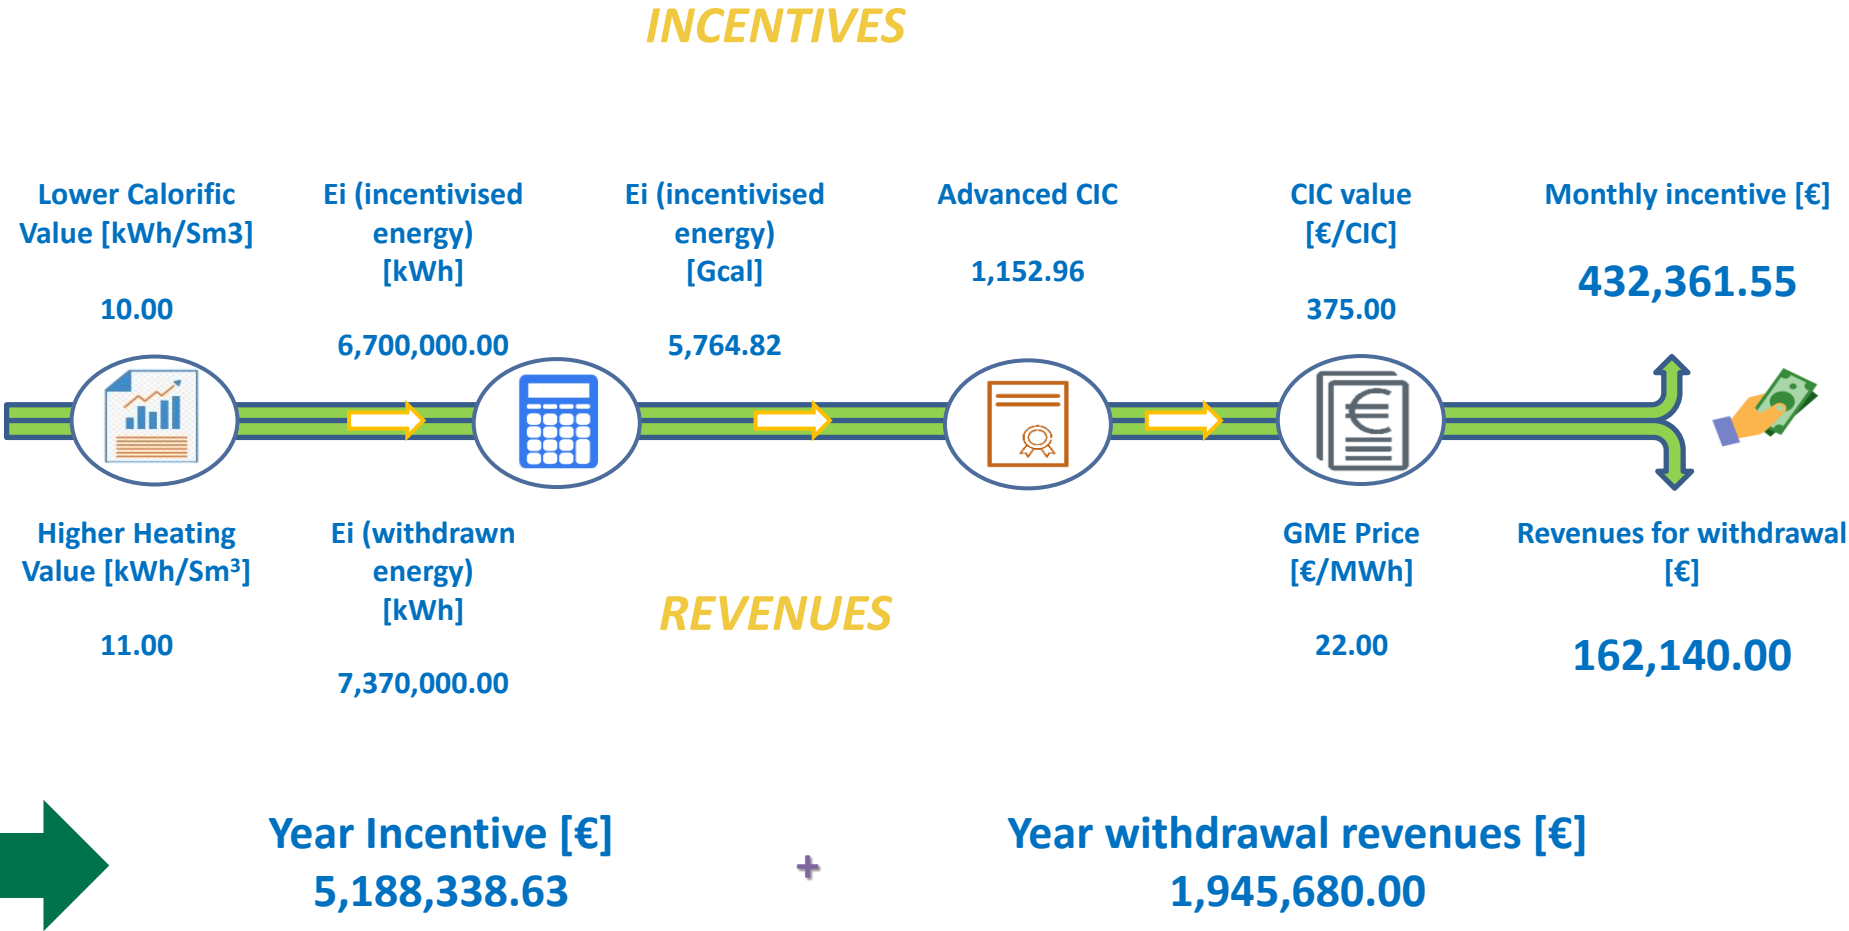 INCENTIVES
Lower Calorific
Value [kWh/Sm3]
10.00
Ei (incentivised
energy)
[kWh]
6,700,000.00
Ei (incentivised
energy)
[Gcal]
5,764.82
Advanced CIC
1,152.96
CIC value
[€/CIC]
375.00
Monthly incentive [€]
432,361.55
Higher Heating
Value [kWh/Sm³]
11.00
Ei (withdrawn
energy)
[kWh]
7,370,000.00
REVENUES
GME Price
[€/MWh]
22.00
Revenues for withdrawal
[€]
162,140.00
Year Incentive [€]
5,188,338.63
+
Year withdrawal revenues [€]
1,945,680.00